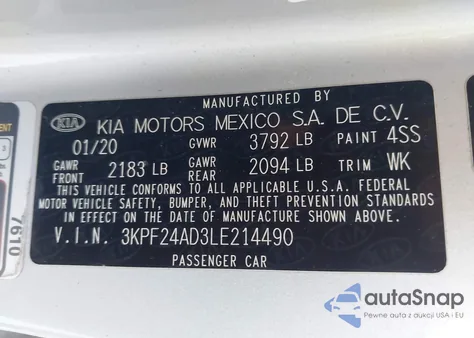 MANUFACTURED BY
KIA KIA MOTORS MEXICO S.A. DE C.V.
01/20 GVWR 3792 LB PAINT 4SS
GAWR FRONT 2183 LB GAWR REAR 2094 LB TRIM WK
THIS VEHICLE CONFORMS TO ALL APPLICABLE U.S.A. FEDERAL
MOTOR VEHICLE SAFETY, BUMPER, AND THEFT PREVENTION STANDARDS
IN EFFECT ON THE DATE OF MANUFACTURE SHOWN ABOVE.
V.I.N. 3KPF24AD3LE214490
PASSENGER CAR
7610
autoSnap
Pewne auta z USA i EU